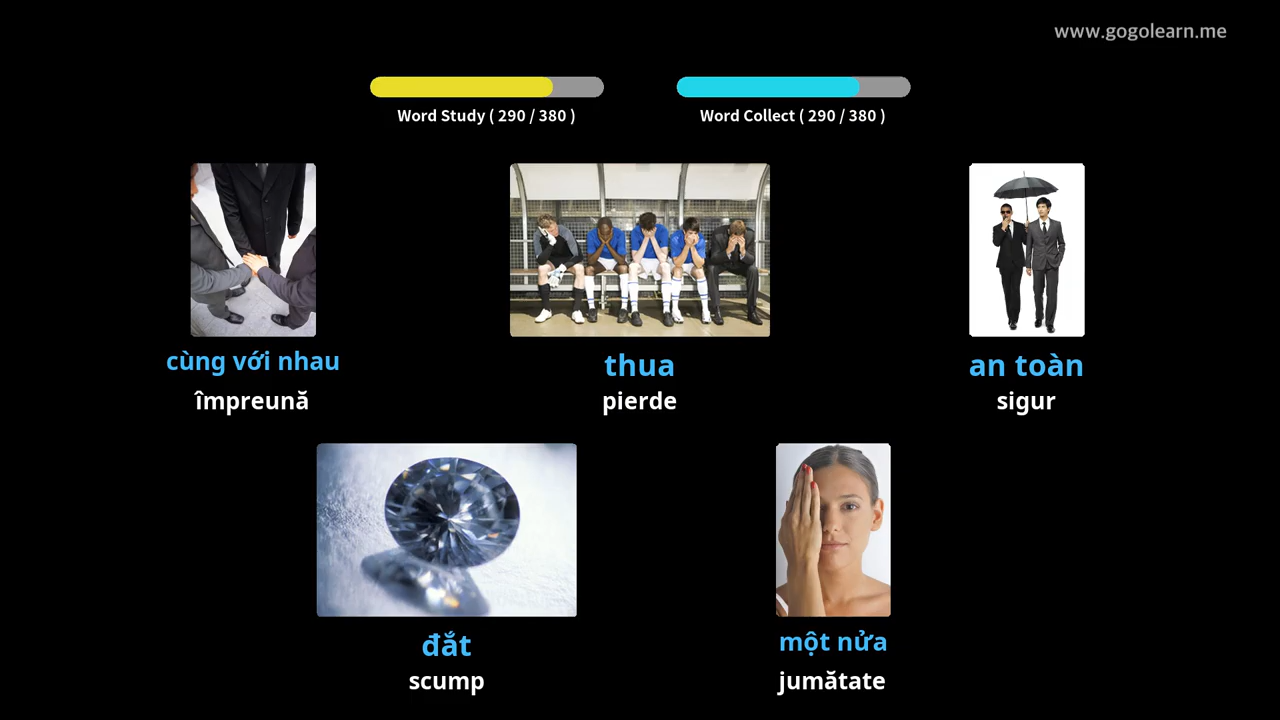 www.gogolearn.me
Word Study ( 290 / 380 )
Word Collect ( 290 / 380 )
cùng với nhau
împreună
thua
pierde
an toàn
sigur
đắt
scump
một nửa
jumătate